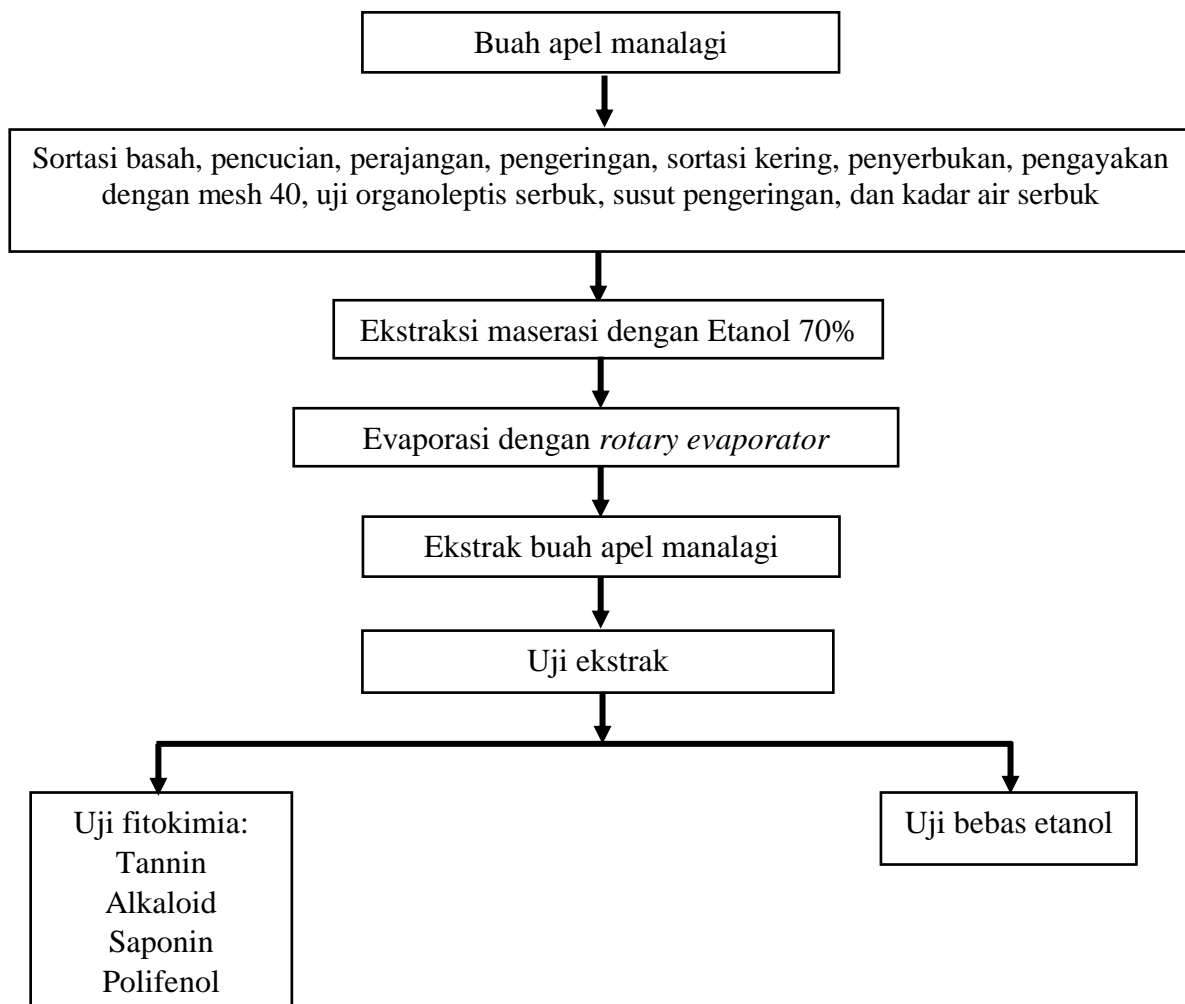 Buah apel manalagi
Sortasi basah, pencucian, perajangan, pengeringan, sortasi kering, penyerbukan, pengayakan
dengan mesh 40, uji organoleptis serbuk, susut pengeringan, dan kadar air serbuk
Ekstraksi maserasi dengan Etanol 70%
Evaporasi dengan rotary evaporator
Ekstrak buah apel manalagi
Uji ekstrak
Uji fitokimia:
Tannin
Alkaloid
Saponin
Polifenol
Uji bebas etanol